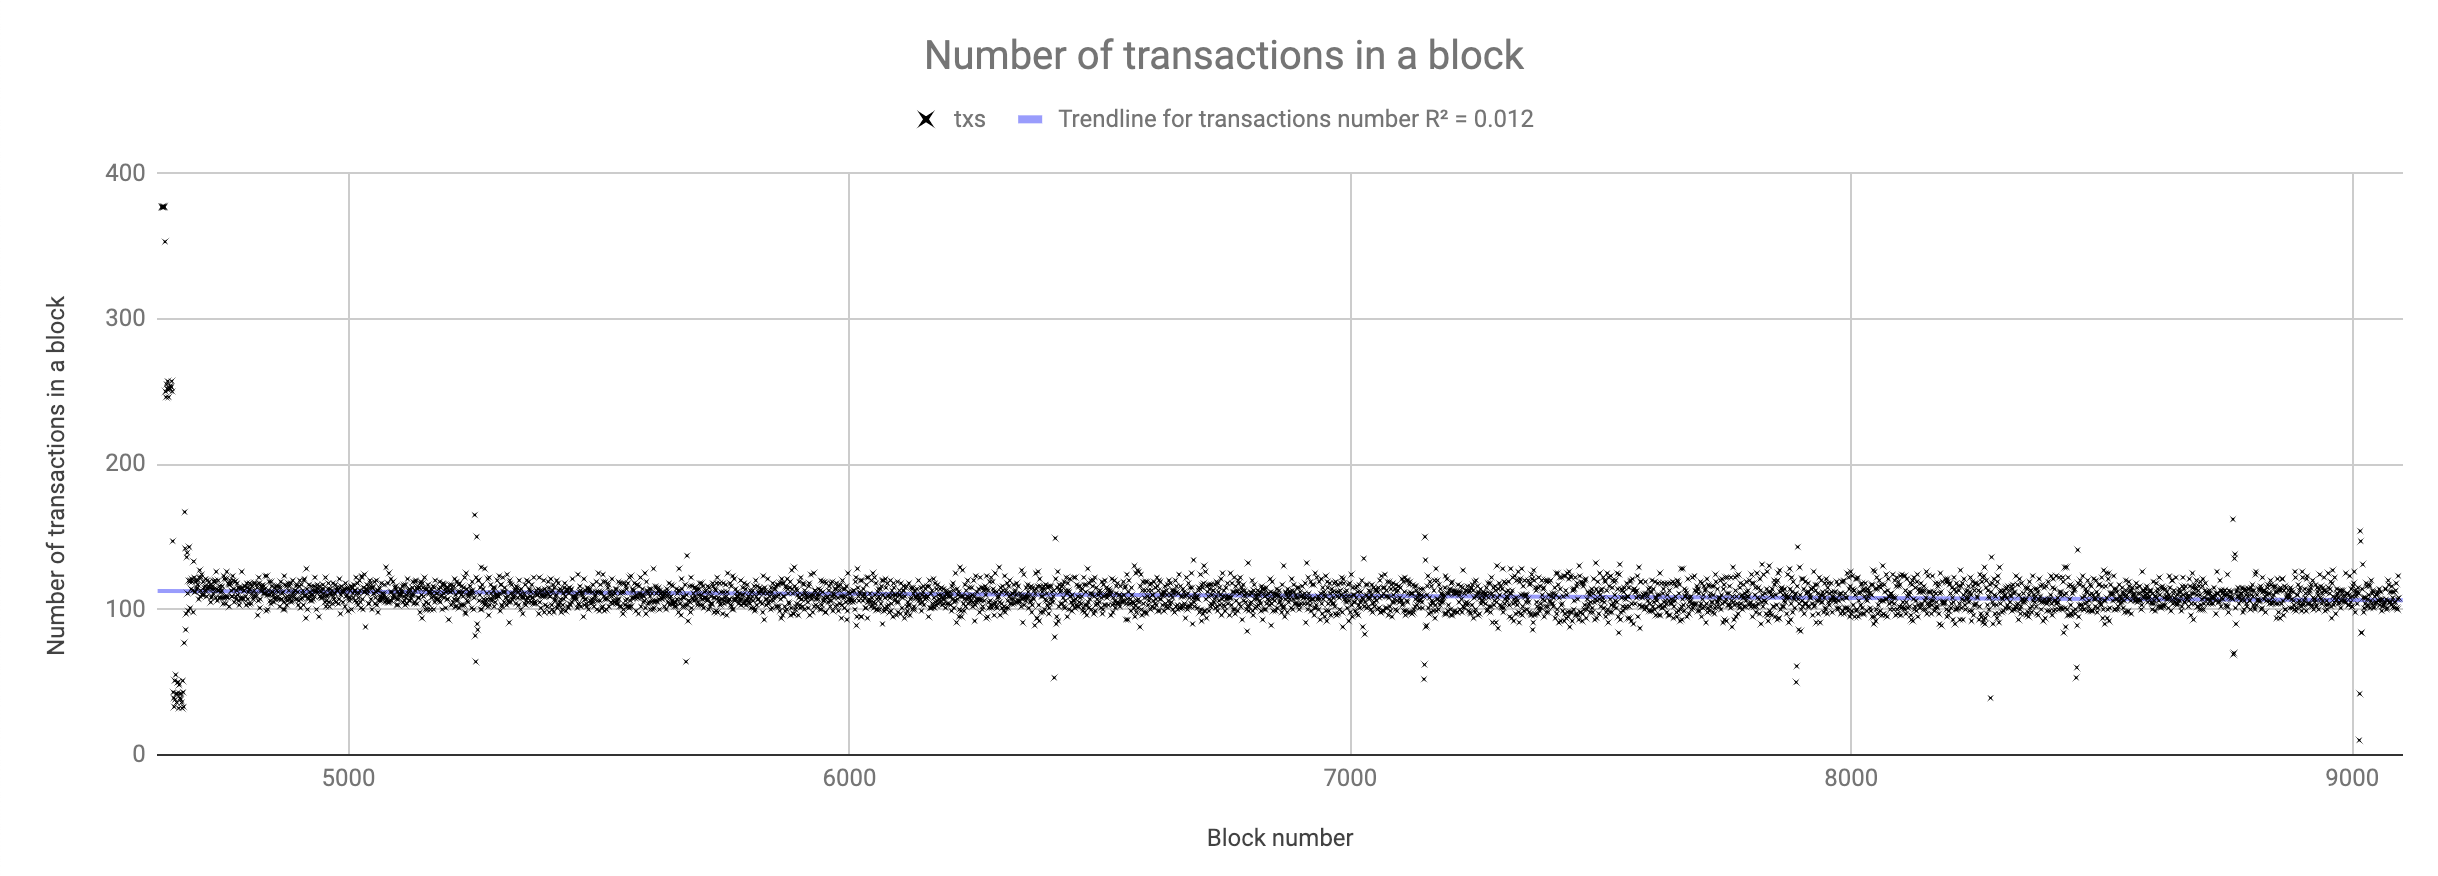 Number of transactions in a block
txs Trendline for transactions number R² = 0.012
400
300
200
100
0
Number of transactions in a block
5000 6000 7000 8000 9000
Block number